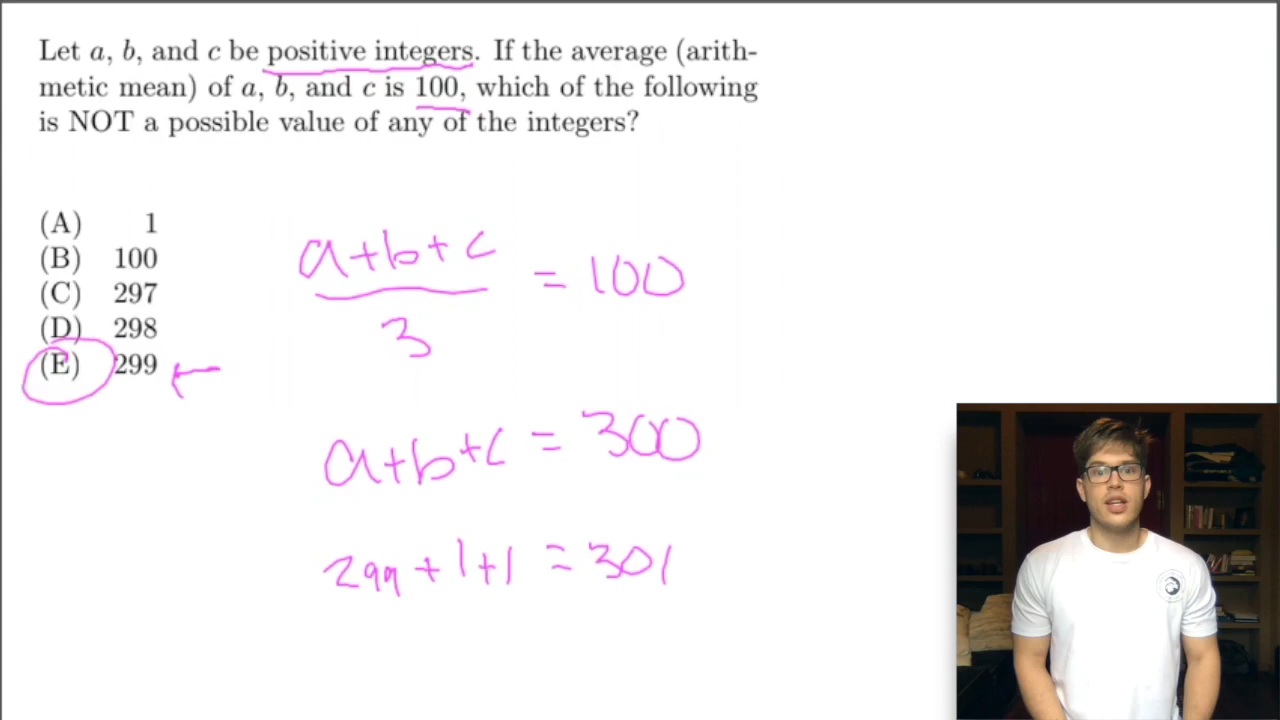 Let a, b, and c be positive integers. If the average (arith-
metic mean) of a, b, and c is 100, which of the following
is NOT a possible value of any of the integers?
(A) 1
(B) 100
(C) 297
(D) 298
(E) 299
a+b+c
= 100
3
a+b+c = 300
299 + 1+1 = 301